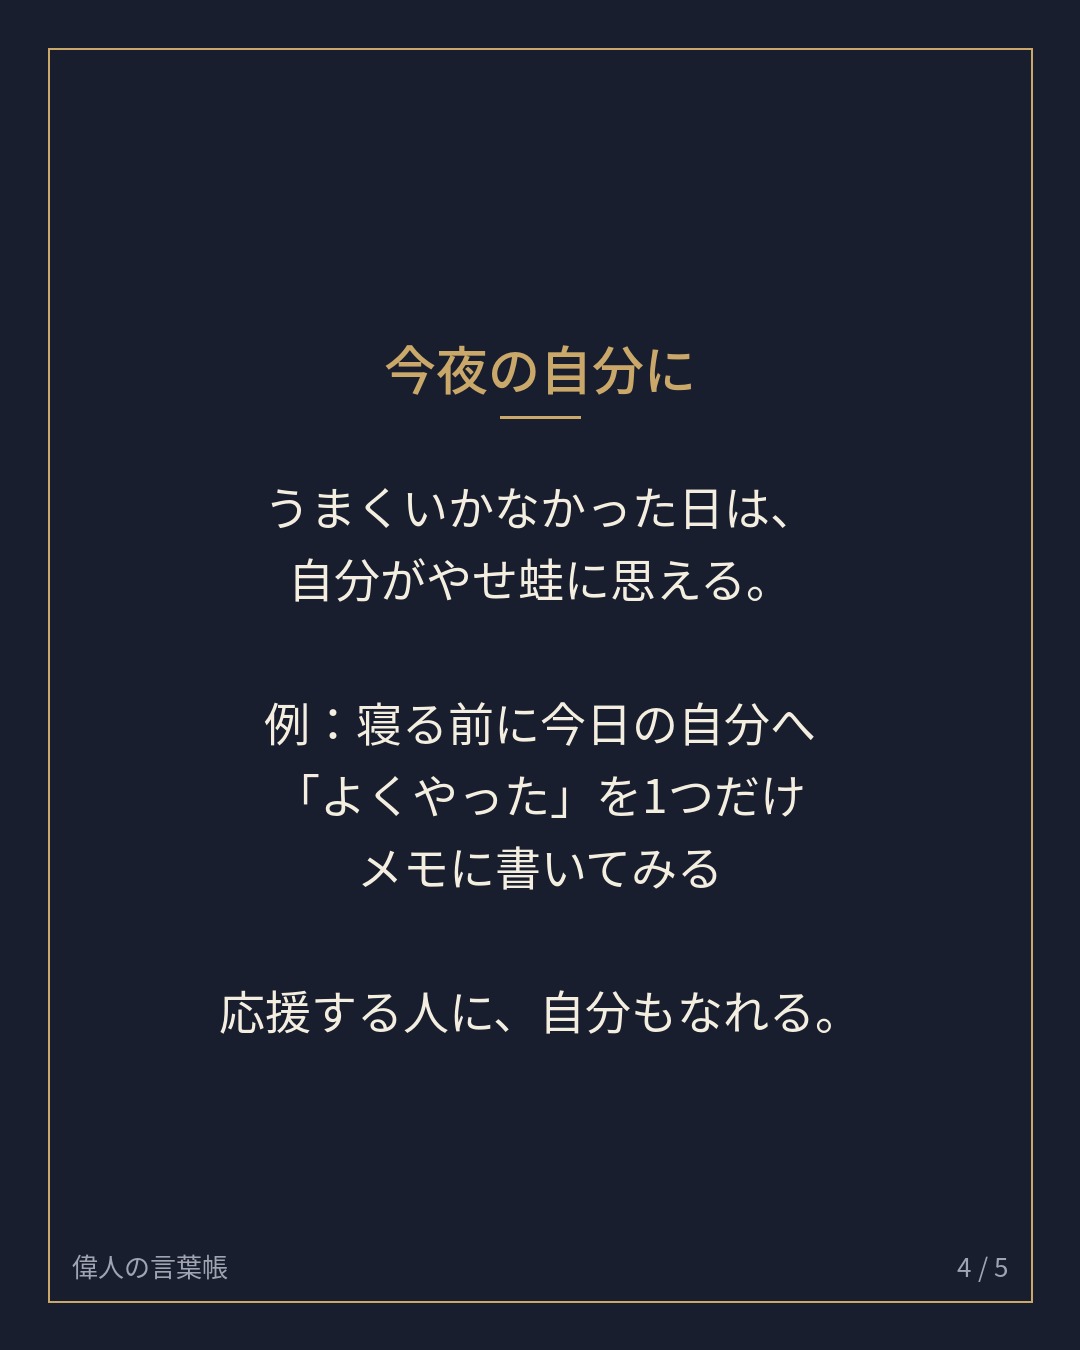 今夜の自分に
うまくいかなかった日は、
自分がやせ蛙に思える。
例：寝る前に今日の自分へ
「よくやった」を1つだけ
メモに書いてみる
応援する人に、自分もなれる。
偉人の言葉帳
4 / 5